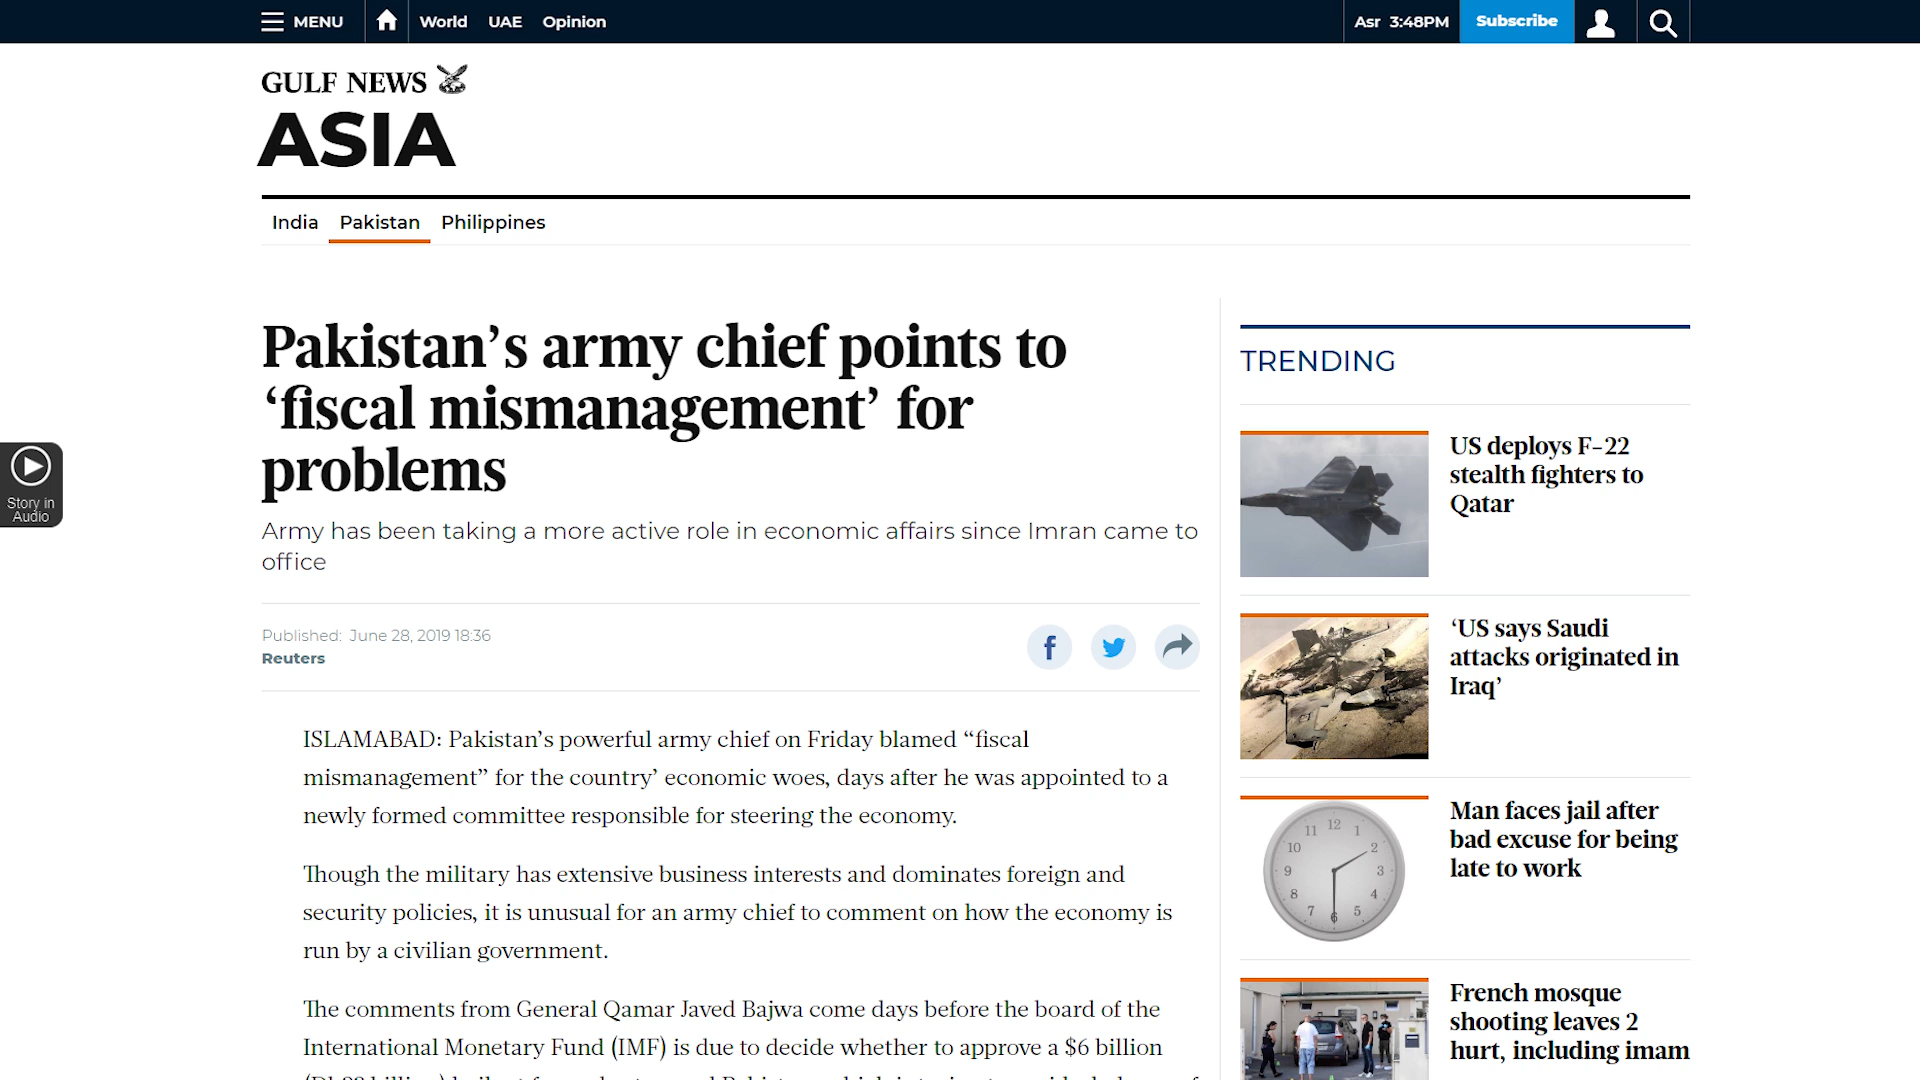 MENU
World
UAE
Opinion
Asr 3:48PM
Subscribe
GULF NEWS
ASIA
India
Pakistan
Philippines
Pakistan’s army chief points to
‘fiscal mismanagement’ for
problems
Army has been taking a more active role in economic affairs since Imran came to
office
Published: June 28, 2019 18:36
Reuters
Story in
Audio
ISLAMABAD: Pakistan’s powerful army chief on Friday blamed “fiscal
mismanagement” for the country’ economic woes, days after he was appointed to a
newly formed committee responsible for steering the economy.
Though the military has extensive business interests and dominates foreign and
security policies, it is unusual for an army chief to comment on how the economy is
run by a civilian government.
The comments from General Qamar Javed Bajwa come days before the board of the
International Monetary Fund (IMF) is due to decide whether to approve a $6 billion
TRENDING
US deploys F-22
stealth fighters to
Qatar
‘US says Saudi
attacks originated in
Iraq’
12
11 1
10 2
9 3
8 4
7 5
6
Man faces jail after
bad excuse for being
late to work
French mosque
shooting leaves 2
hurt, including imam